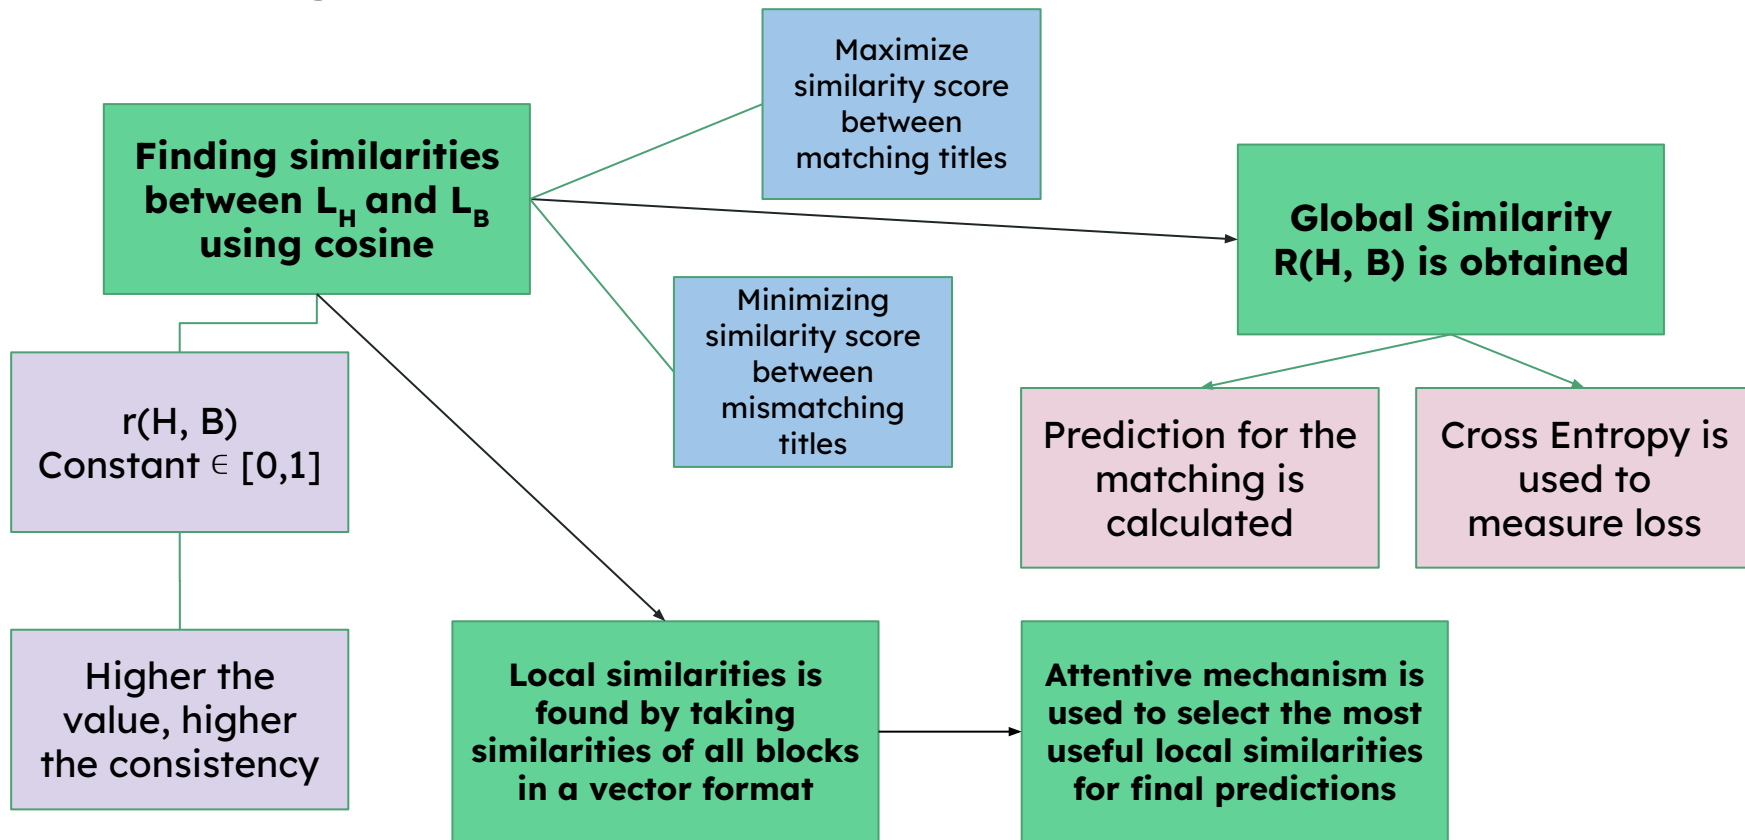 Maximize
similarity score
between
matching titles
Finding similarities
between L_H and L_B
using cosine
Global Similarity
R(H, B) is obtained
Minimizing
similarity score
between
mismatching
titles
r(H, B)
Constant ∈ [0,1]
Prediction for the
matching is
calculated
Cross Entropy is
used to
measure loss
Higher the
value, higher
the consistency
Local similarities is
found by taking
similarities of all blocks
in a vector format
Attentive mechanism is
used to select the most
useful local similarities
for final predictions